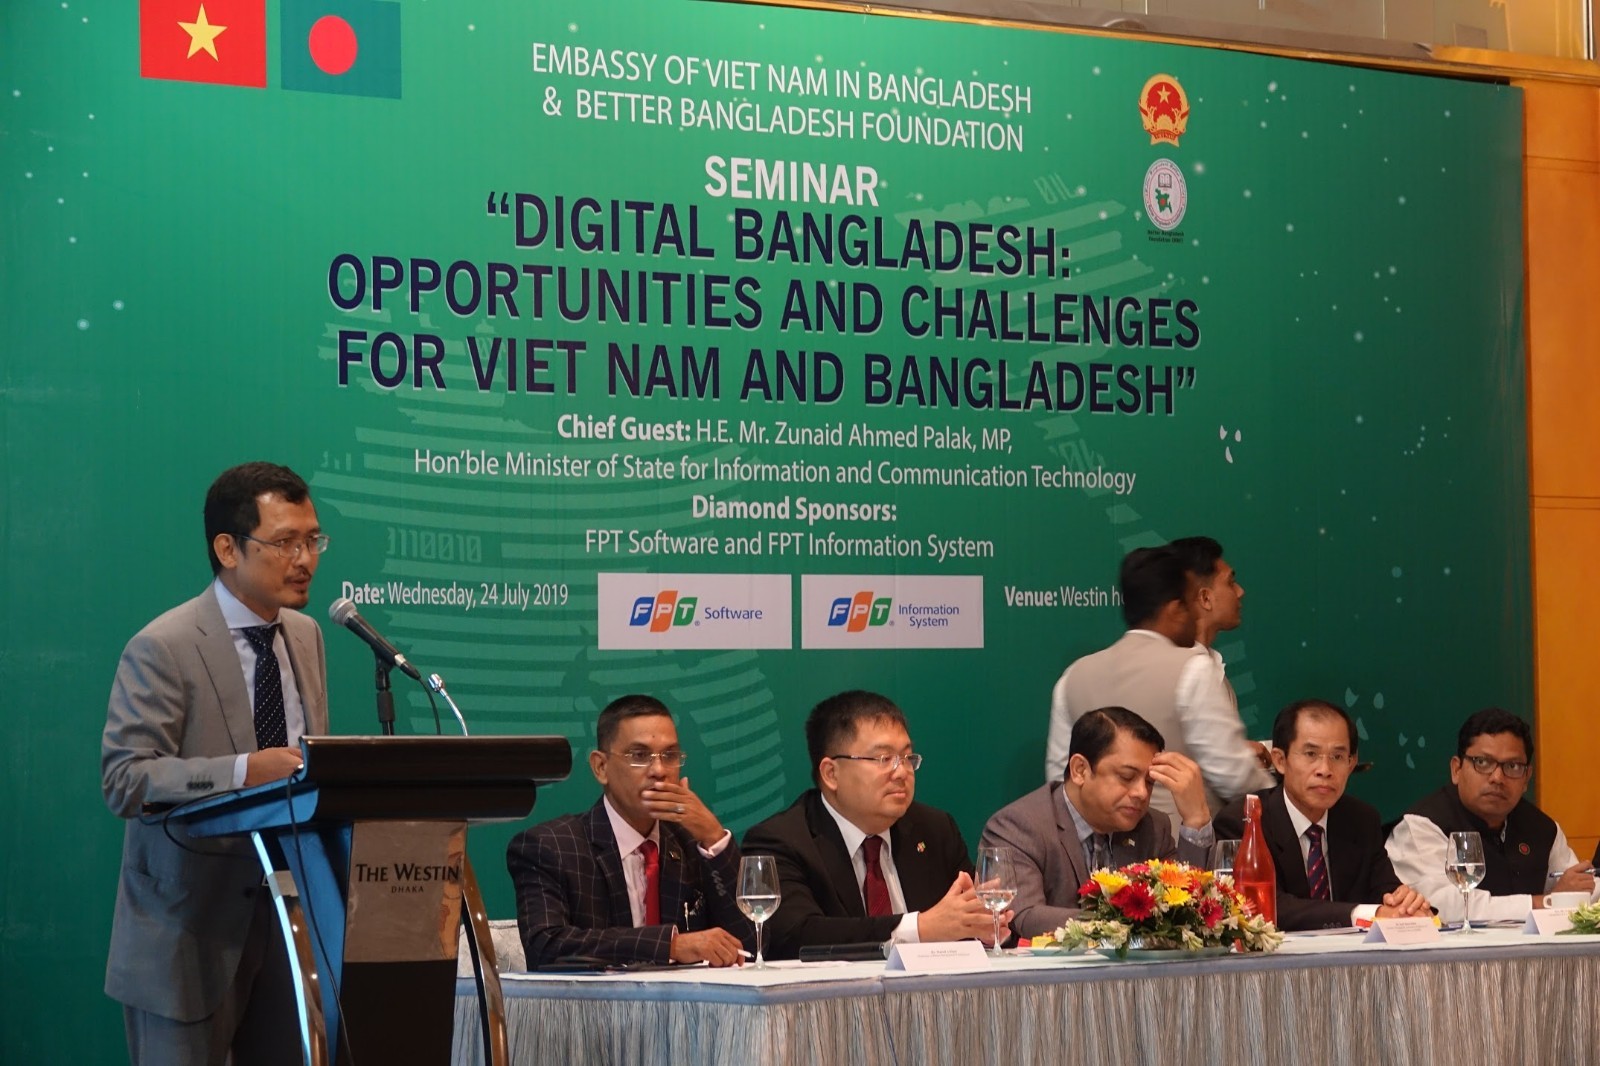 EMBASSY OF VIET NAM IN BANGLADESH
& BETTER BANGLADESH FOUNDATION
SEMINAR
“DIGITAL BANGLADESH:
OPPORTUNITIES AND CHALLENGES
FOR VIET NAM AND BANGLADESH”
Chief Guest: H.E. Mr. Zunaid Ahmed Palak, MP,
Hon'ble Minister of State for Information and Communication Technology
Diamond Sponsors:
FPT Software and FPT Information System
Date: Wednesday, 24 July 2019
FPT Software
FPT Information
System
Venue: Westin
THE WESTIN
DHAKA